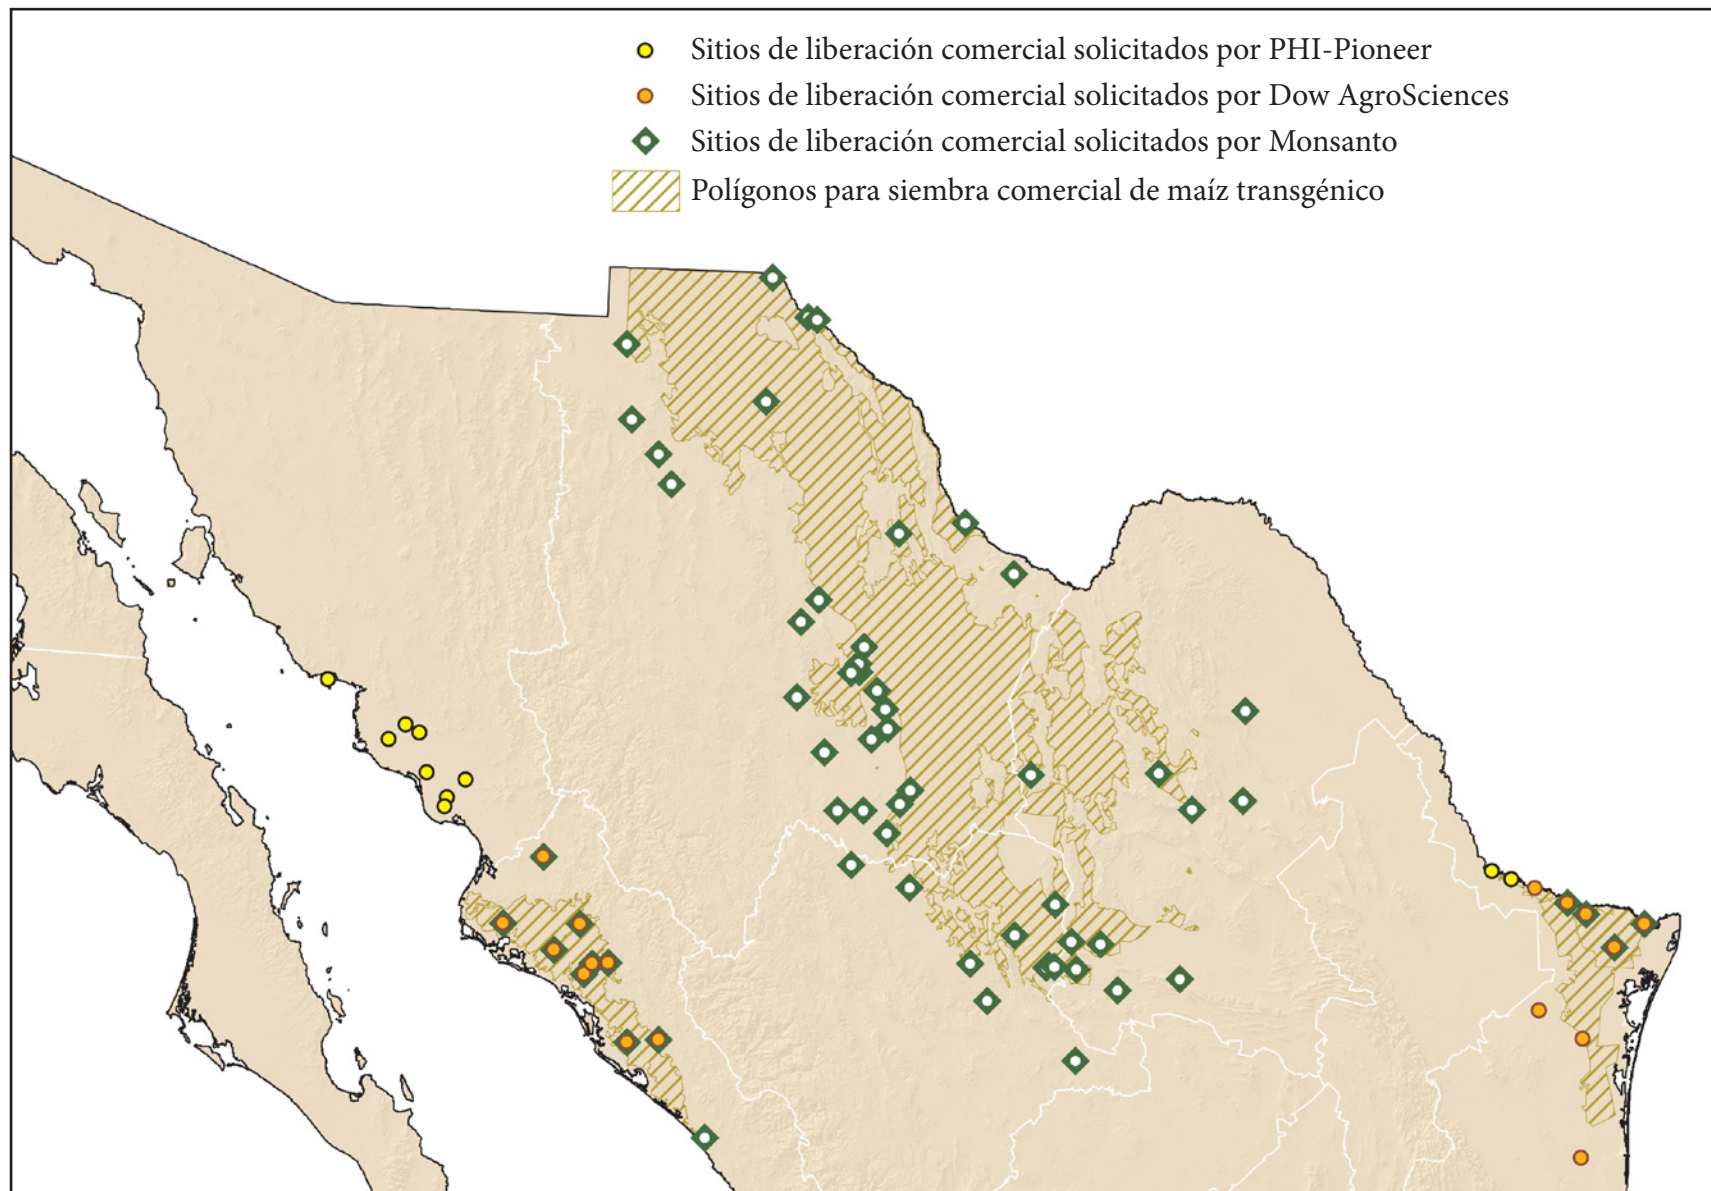 Sitios de liberación comercial solicitados por PHI-Pioneer
Sitios de liberación comercial solicitados por Dow AgroSciences
Sitios de liberación comercial solicitados por Monsanto
Polígonos para siembra comercial de maíz transgénico